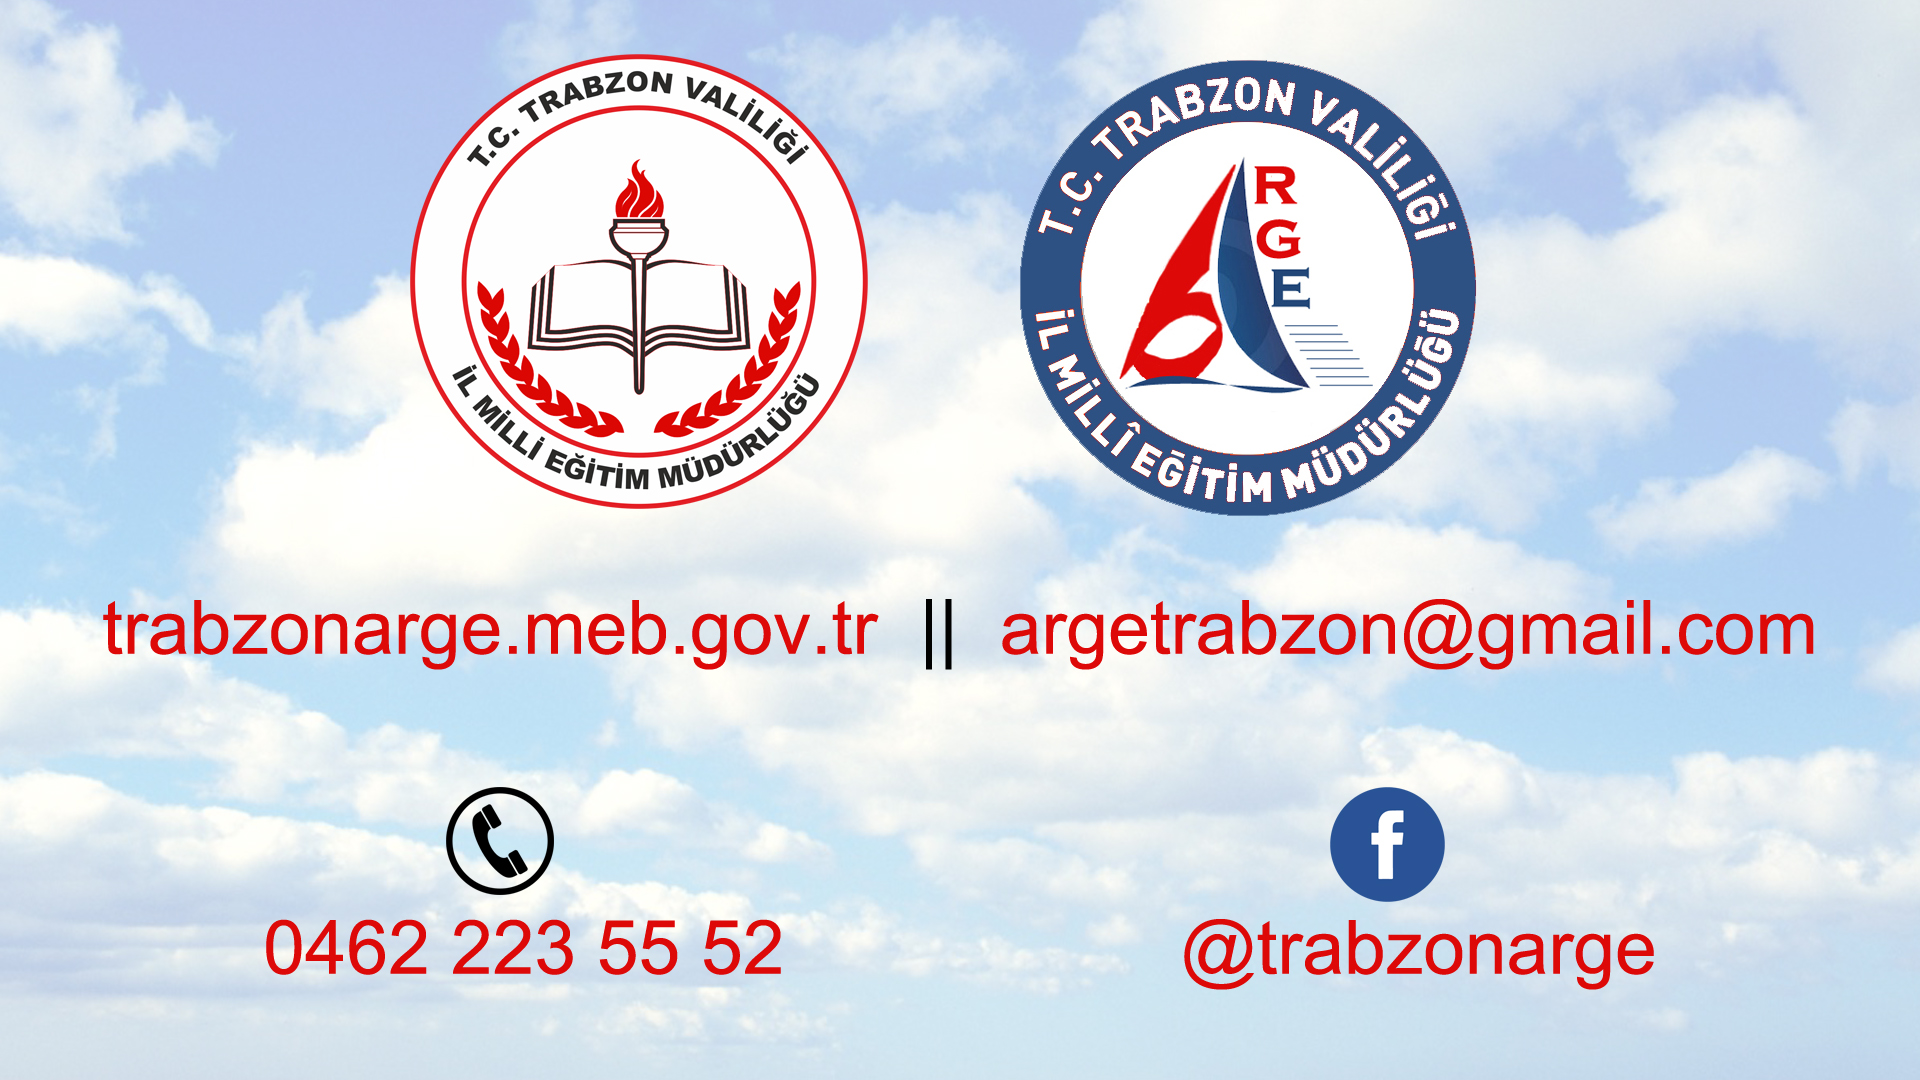 T.C. TRABZON VALİLİĞİ
İL MİLLİ EĞİTİM MÜDÜRLÜĞÜ
T.C. TRABZON VALİLİĞİ
RGE
İL MİLLÎ EĞİTİM MÜDÜRLÜĞÜ
trabzonarge.meb.gov.tr || argetrabzon@gmail.com
0462 223 55 52
@trabzonarge